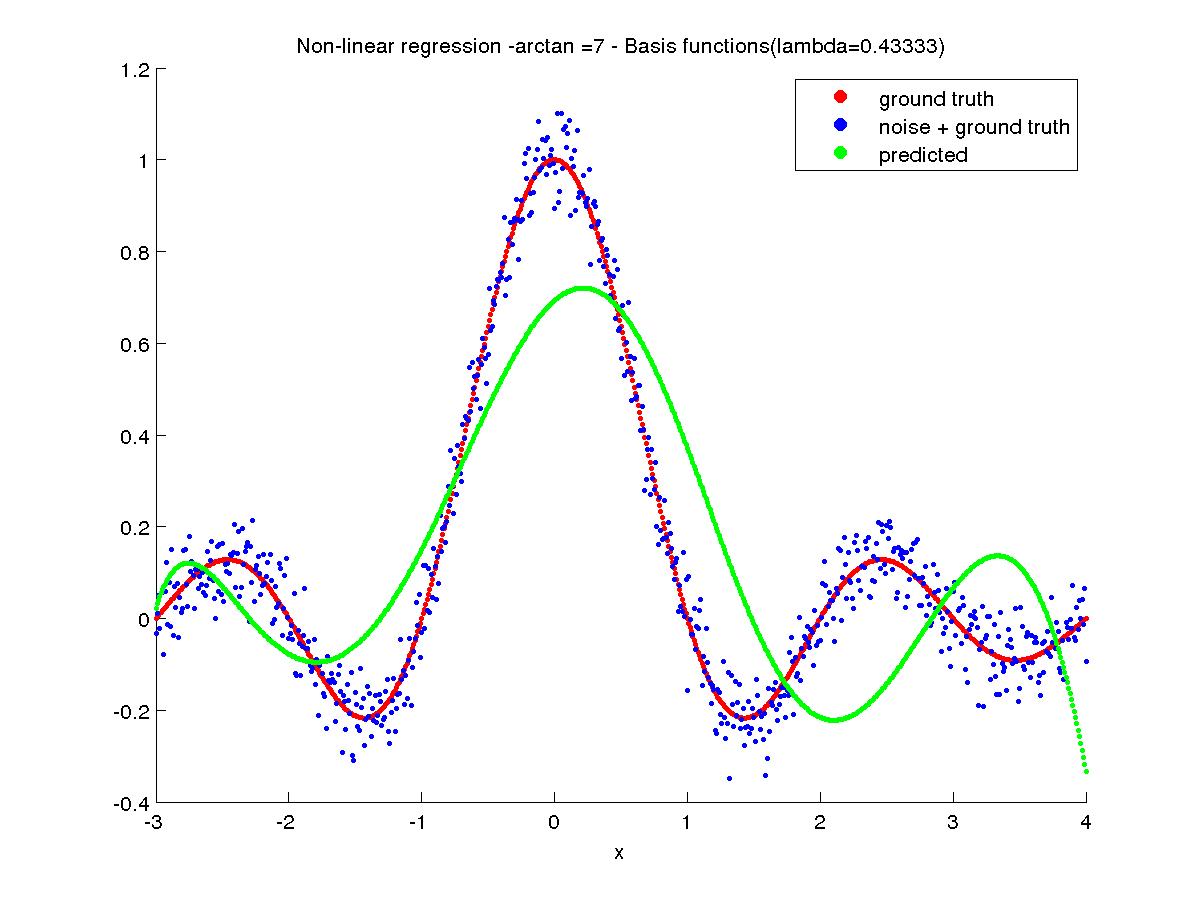 Non-linear regression -arctan =7 - Basis functions(lambda=0.43333)
ground truth
noise + ground truth
predicted
1.2
1
0.8
0.6
0.4
0.2
0
-0.2
-0.4
-3 -2 -1 0 1 2 3 4
x